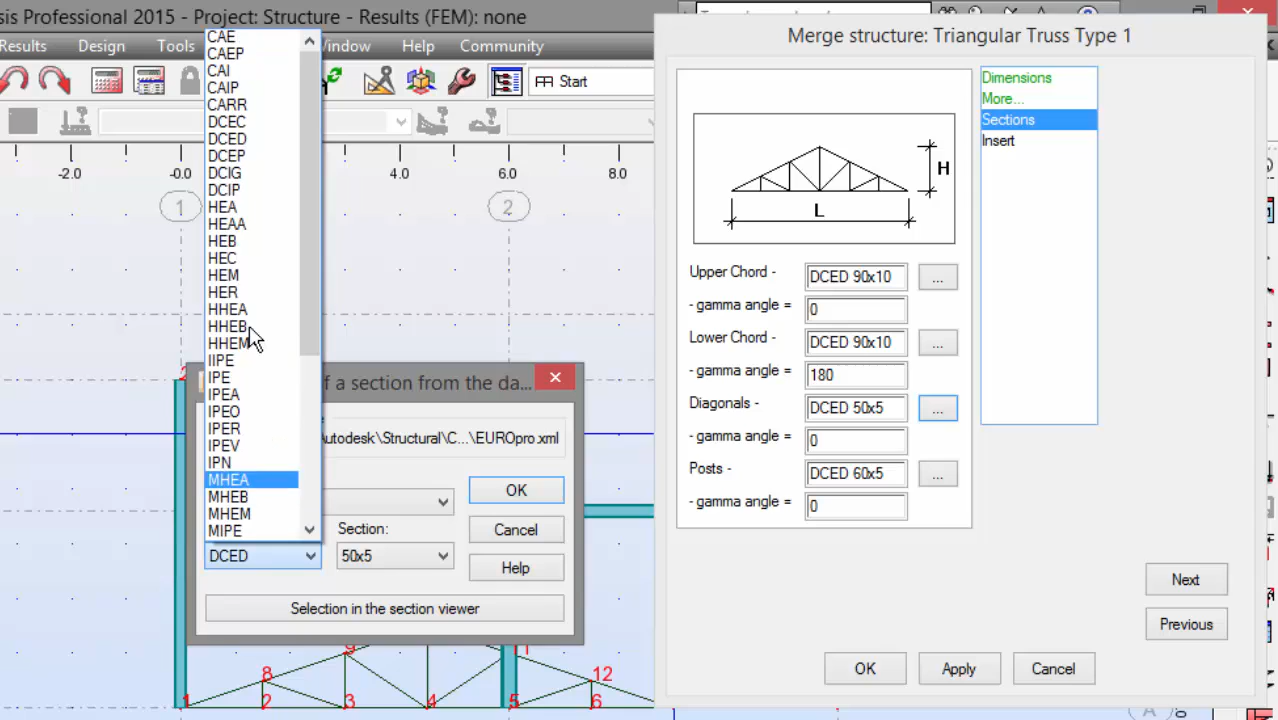 sis Professional 2015 - Project: Structure - Results (FEM): none
Results Design Tools Window Help Community
Start
-2.0 -0.0 4.0 6.0 8.0
1 2
CAE
CAEP
CAI
CAIP
CARR
DCEC
DCED
DCEP
DCIG
DCIP
HEA
HEAA
HEB
HEC
HEM
HER
HHEA
HHEB
HHEM
IIPE
IPE
IPEA
IPEO
IPER
IPEV
IPN
MHEA
MHEB
MHEM
MIPE
f a section from the da...
Autodesk\Structural\C...\EUROpro.xml
OK
Section:
Cancel
DCED 50x5
Help
Selection in the section viewer
9 11
8 12
1 2 3 4 5 6
Merge structure: Triangular Truss Type 1
H
L
Upper Chord - DCED 90x10 ...
- gamma angle = 0
Lower Chord - DCED 90x10 ...
- gamma angle = 180
Diagonals - DCED 50x5 ...
- gamma angle = 0
Posts - DCED 60x5 ...
- gamma angle = 0
Dimensions
More...
Sections
Insert
Next
Previous
OK Apply Cancel